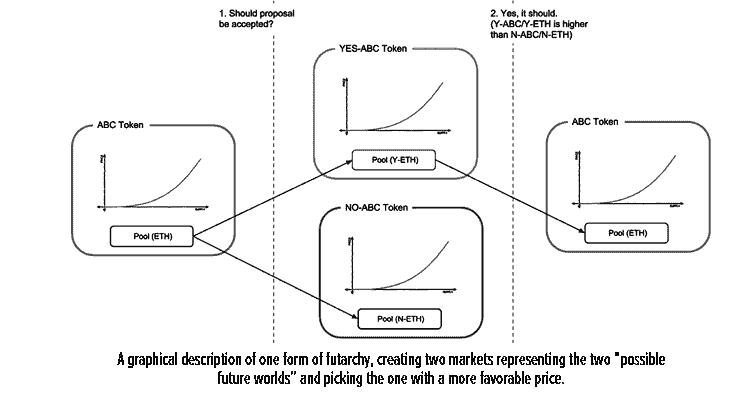 1. Should proposal
be accepted?
2. Yes, it should.
(Y-ABC/Y-ETH is higher
than N-ABC/N-ETH)
YES-ABC Token
Pool (Y-ETH)
ABC Token
Pool (ETH)
NO-ABC Token
Pool (N-ETH)
ABC Token
Pool (ETH)
A graphical description of one form of futarchy, creating two markets representing the two "possible
future worlds" and picking the one with a more favorable price.